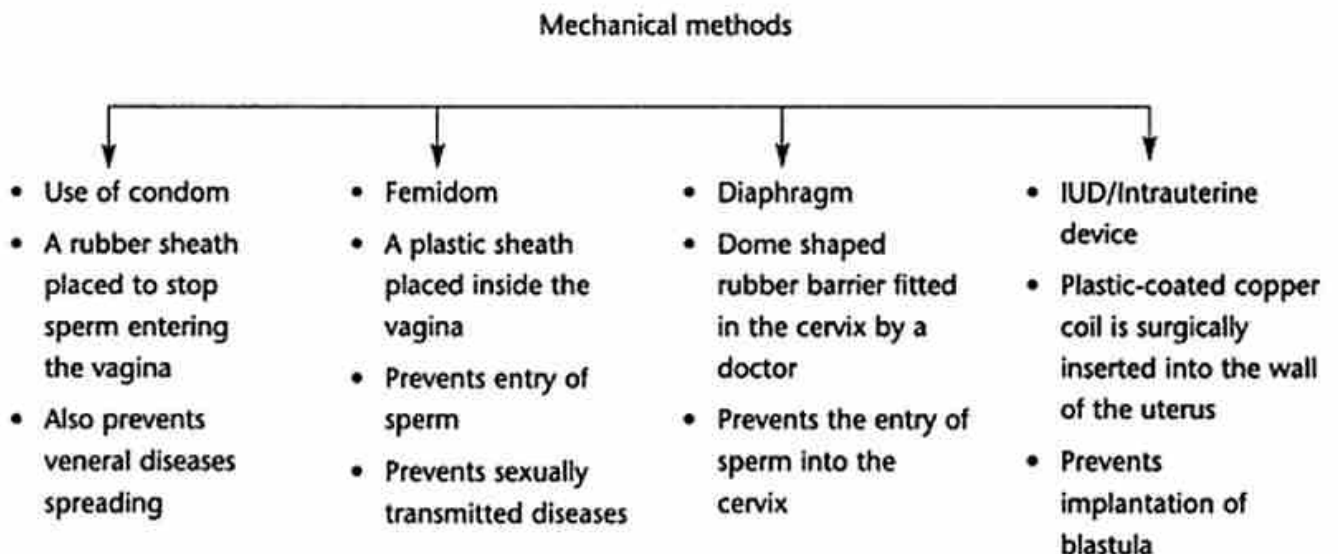 Mechanical methods
• Use of condom
• A rubber sheath
placed to stop
sperm entering
the vagina
• Also prevents
veneral diseases
spreading
• Femidom
• A plastic sheath
placed inside the
vagina
• Prevents entry of
sperm
• Prevents sexually
transmitted diseases
• Diaphragm
• Dome shaped
rubber barrier fitted
in the cervix by a
doctor
• Prevents the entry of
sperm into the
cervix
• IUD/Intrauterine
device
• Plastic-coated copper
coil is surgically
inserted into the wall
of the uterus
• Prevents
implantation of
blastula